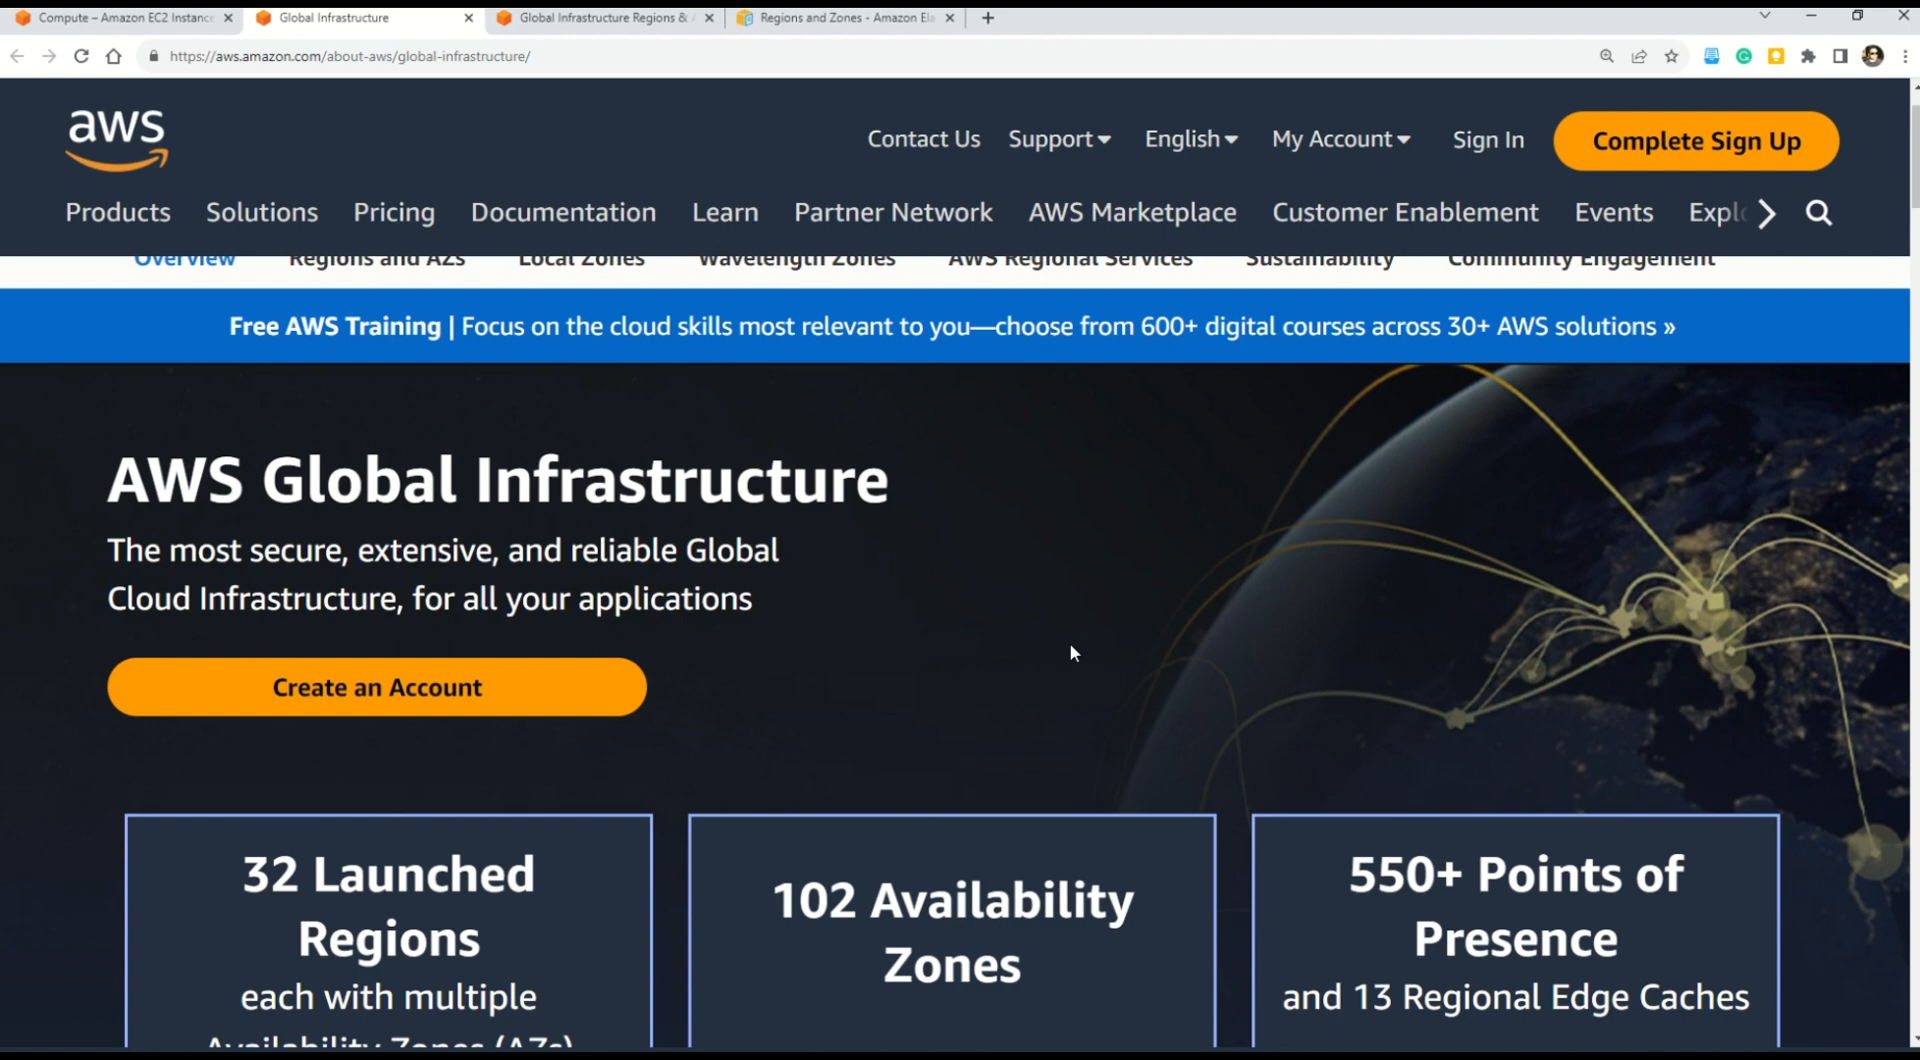 Compute – Amazon EC2 Instance
Global Infrastructure
Global Infrastructure Regions &
Regions and Zones - Amazon Ela
https://aws.amazon.com/about-aws/global-infrastructure/
aws
Contact Us Support English My Account Sign In Complete Sign Up
Products Solutions Pricing Documentation Learn Partner Network AWS Marketplace Customer Enablement Events Explo
Overview Regions and AZs Local Zones Wavelength Zones AWS Regional Services Sustainability Community Engagement
Free AWS Training | Focus on the cloud skills most relevant to you—choose from 600+ digital courses across 30+ AWS solutions »
AWS Global Infrastructure
The most secure, extensive, and reliable Global
Cloud Infrastructure, for all your applications
Create an Account
32 Launched
Regions
each with multiple
Availability Zones (AZs)
102 Availability
Zones
550+ Points of
Presence
and 13 Regional Edge Caches